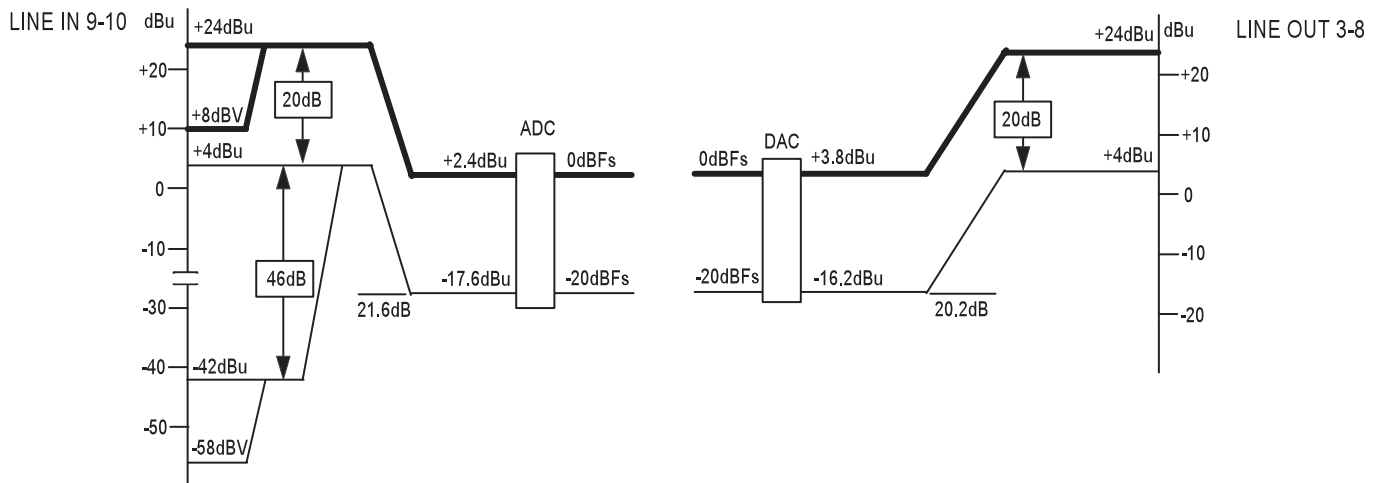 LINE IN 9-10 dBu +24dBu
+20
20dB
+8dBV
+10
+4dBu
0
ADC
+2.4dBu 0dBFs
-10
46dB
-17.6dBu -20dBFs
-30
21.6dB
-40
-42dBu
-50
-58dBV
+24dBu dBu LINE OUT 3-8
+20
20dB
+10
DAC
0dBFs +3.8dBu
+4dBu
0
-10
-20dBFs -16.2dBu
20.2dB
-20